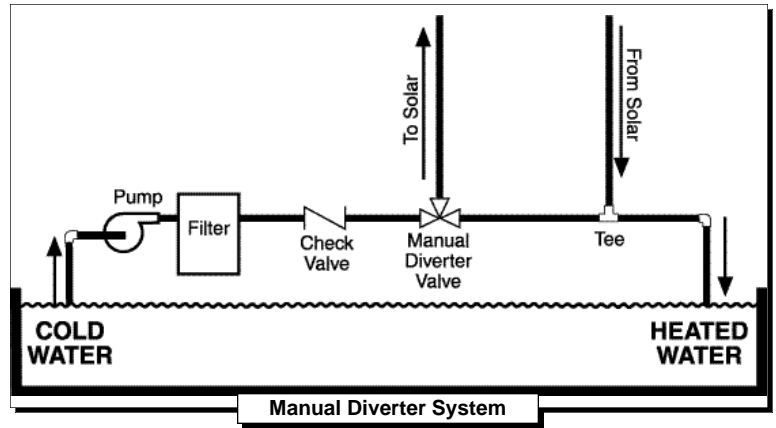 To Solar
From Solar
Pump
Filter
Check
Valve
Manual
Diverter
Valve
Tee
COLD
WATER
HEATED
WATER
Manual Diverter System